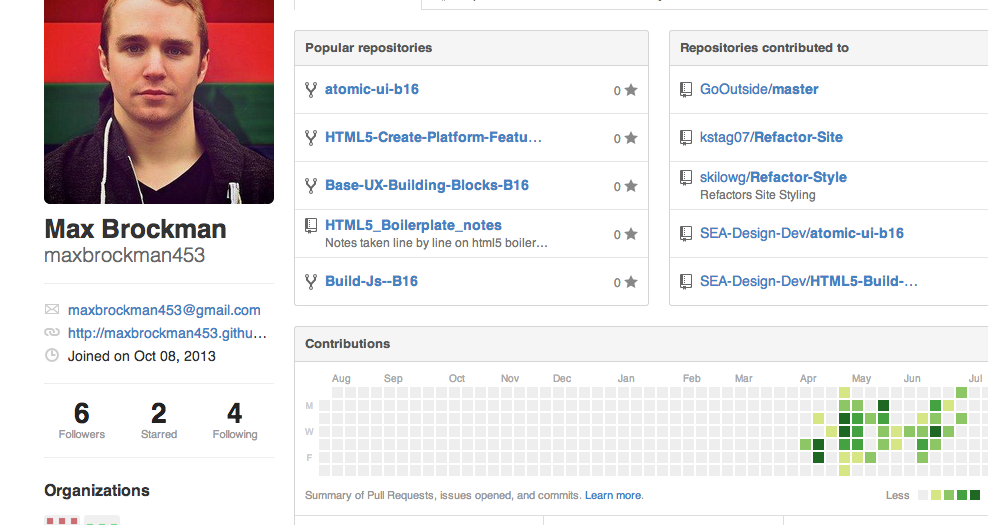 Max Brockman
maxbrockman453
maxbrockman453@gmail.com
http://maxbrockman453.githu…
Joined on Oct 08, 2013
6 2 4
Followers Starred Following
Organizations
Popular repositories
atomic-ui-b16 0
HTML5-Create-Platform-Featu… 0
Base-UX-Building-Blocks-B16 0
HTML5_Boilerplate_notes 0
Notes taken line by line on html5 boiler…
Build-Js--B16 0
Repositories contributed to
GoOutside/master
kstag07/Refactor-Site
skilowg/Refactor-Style
Refactors Site Styling
SEA-Design-Dev/atomic-ui-b16
SEA-Design-Dev/HTML5-Build-…
Contributions
Aug Sep Oct Nov Dec Jan Feb Mar Apr May Jun Jul
M
W
F
Summary of Pull Requests, issues opened, and commits. Learn more.
Less